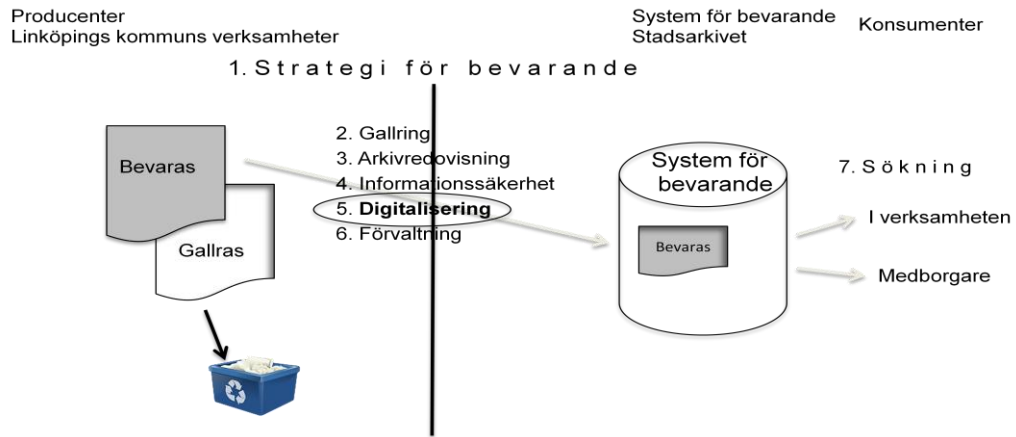 Producenter
Linköpings kommuns verksamheter
System för bevarande
Stadsarkivet
Konsumenter
1. Strategi för bevarande
Bevaras
Gallras
2. Gallring
3. Arkivredovisning
4. Informationssäkerhet
5. Digitalisering
6. Förvaltning
System för
bevarande
Bevaras
7. Sökning
I verksamheten
Medborgare